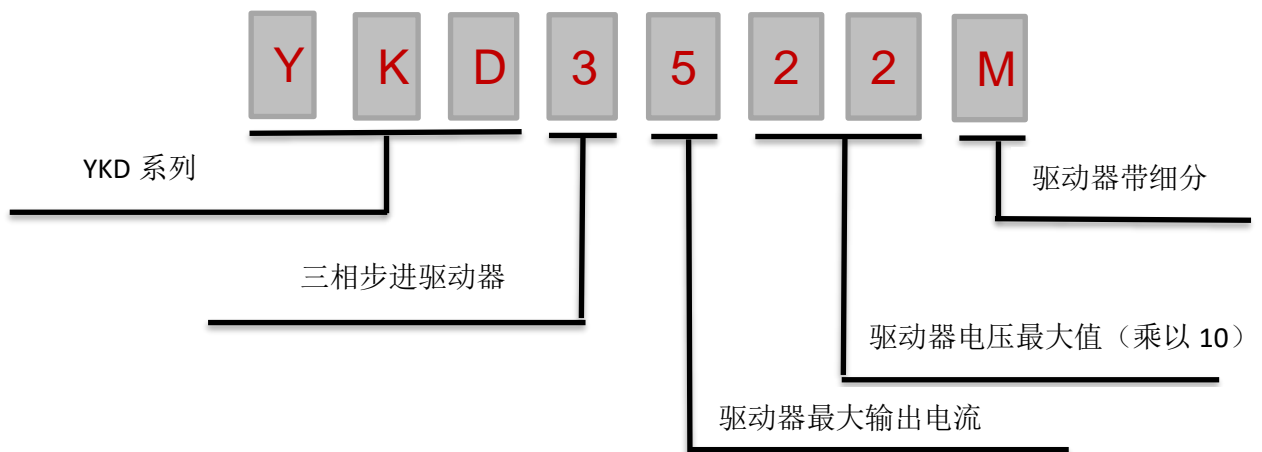 Y K D 3 5 2 2 M
YKD 系列
驱动器带细分
三相步进驱动器
驱动器电压最大值（乘以 10）
驱动器最大输出电流